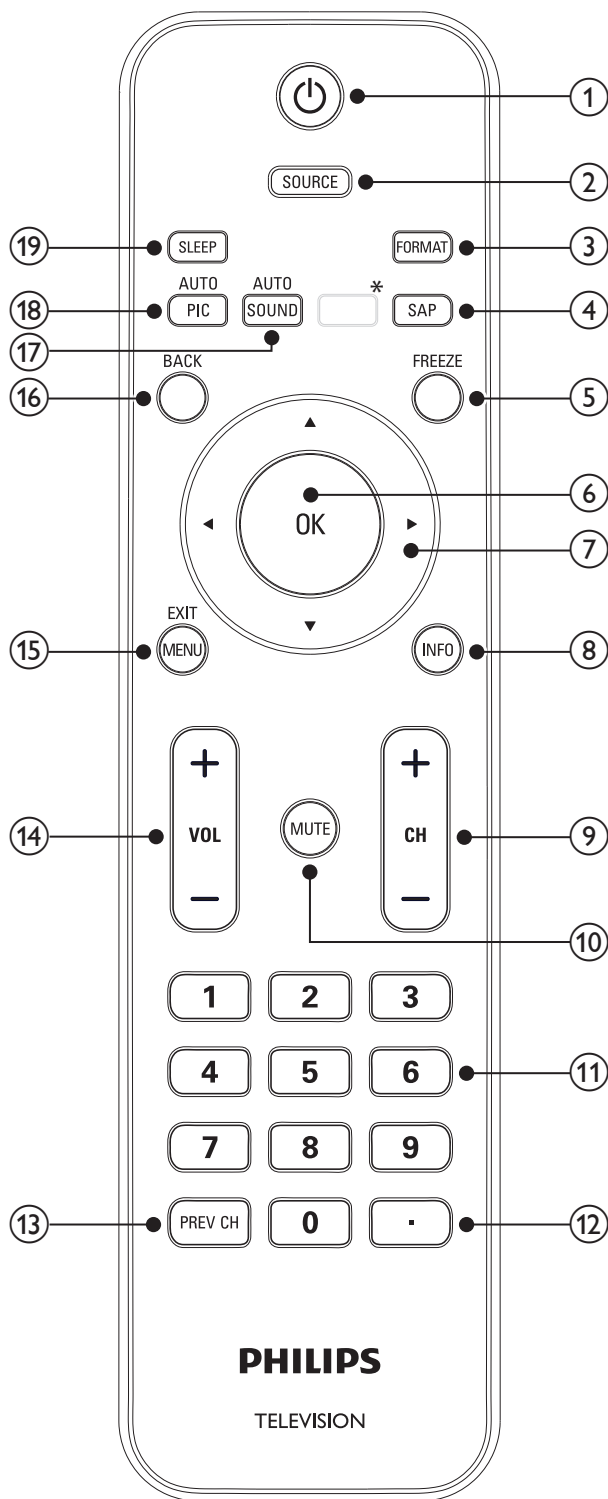 ①
SOURCE ②
⑲ SLEEP FORMAT ③
AUTO AUTO *
⑱ PIC SOUND SAP ④
⑰
BACK FREEZE
⑯ ⑤
OK ⑥
⑦
EXIT
⑮ MENU INFO ⑧
+ +
⑭ VOL MUTE CH ⑨
– –
⑩
1 2 3
4 5 6 ⑪
7 8 9
⑬ PREV CH 0 . ⑫
PHILIPS
TELEVISION